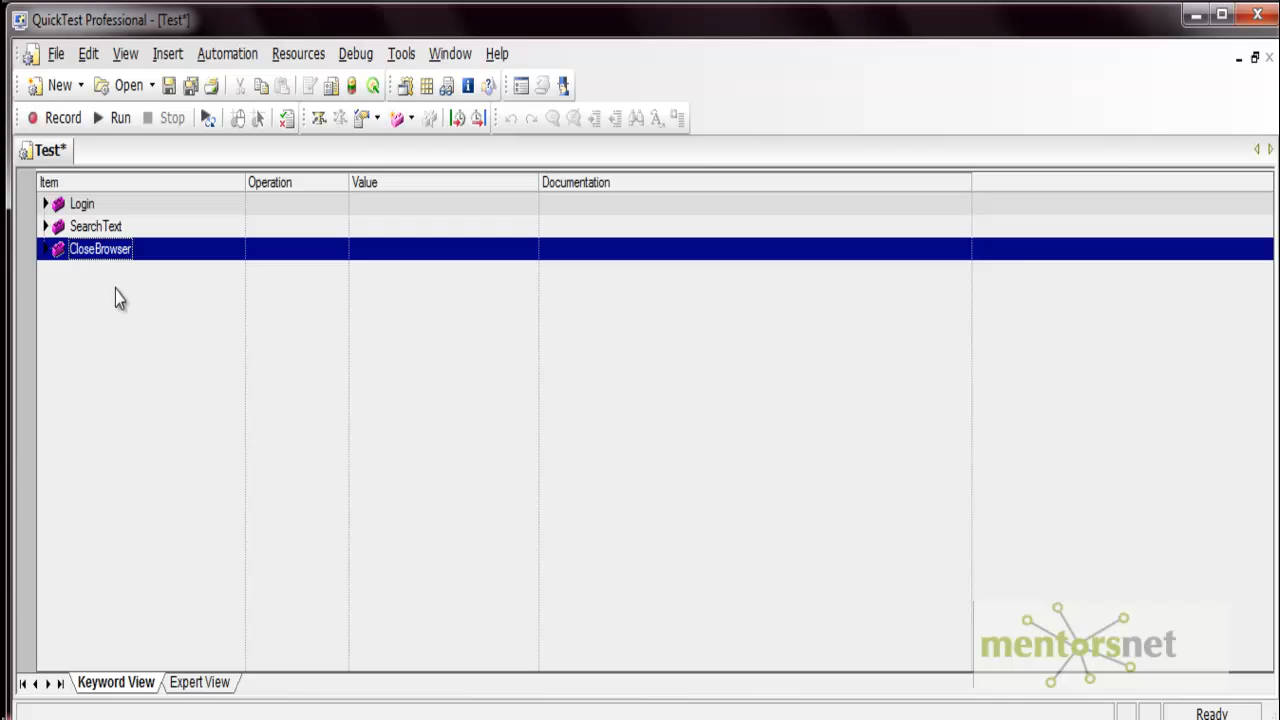 QuickTest Professional - [Test*]
File Edit View Insert Automation Resources Debug Tools Window Help
New Open
Record Run Stop
Test*
Item Operation Value Documentation
Login
SearchText
CloseBrowser
mentorsnet
Keyword View Expert View
Ready